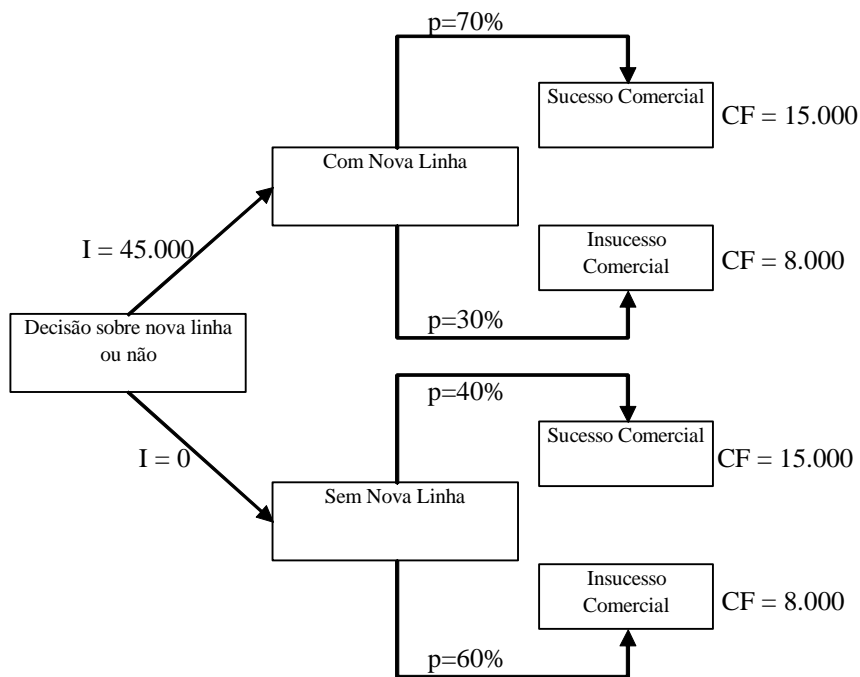 p=70%
Sucesso Comercial
CF = 15.000
Com Nova Linha
I = 45.000
Insucesso
Comercial
CF = 8.000
p=30%
Decisão sobre nova linha
ou não
p=40%
Sucesso Comercial
CF = 15.000
I = 0
Sem Nova Linha
Insucesso
Comercial
CF = 8.000
p=60%